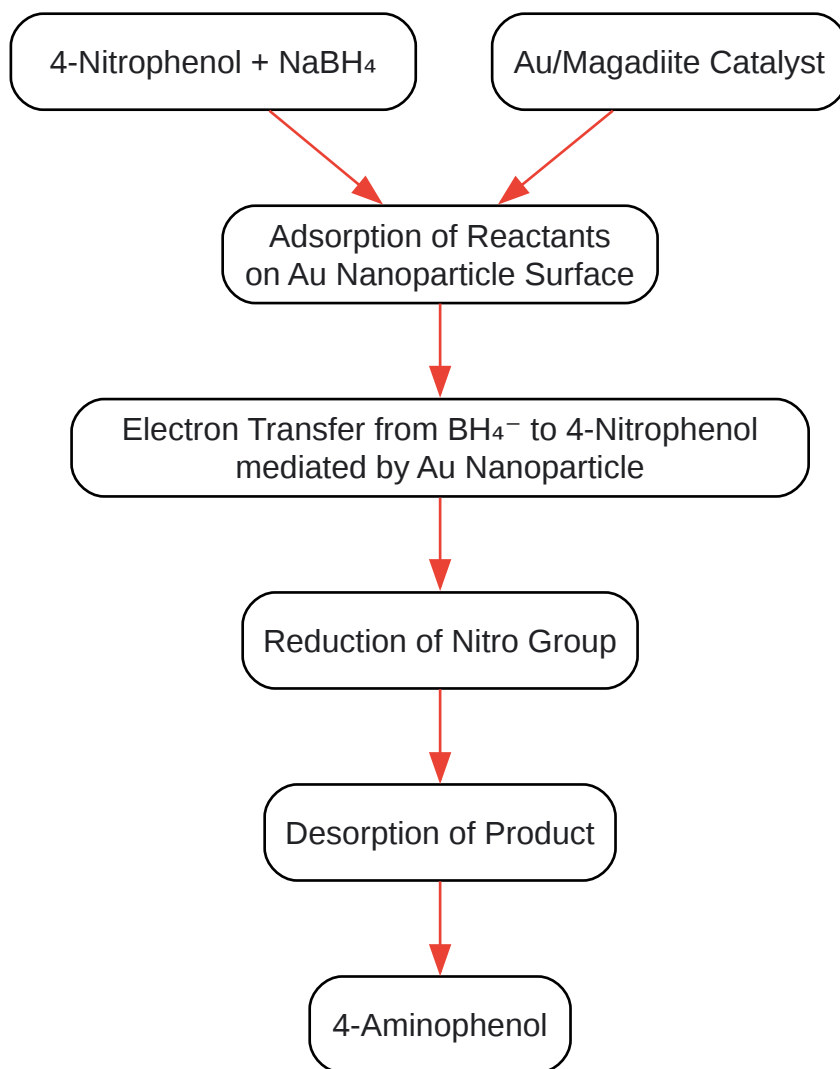 4-Nitrophenol + NaBH₄
Au/Magadiite Catalyst
Adsorption of Reactants
on Au Nanoparticle Surface
Electron Transfer from BH₄⁻ to 4-Nitrophenol
mediated by Au Nanoparticle
Reduction of Nitro Group
Desorption of Product
4-Aminophenol